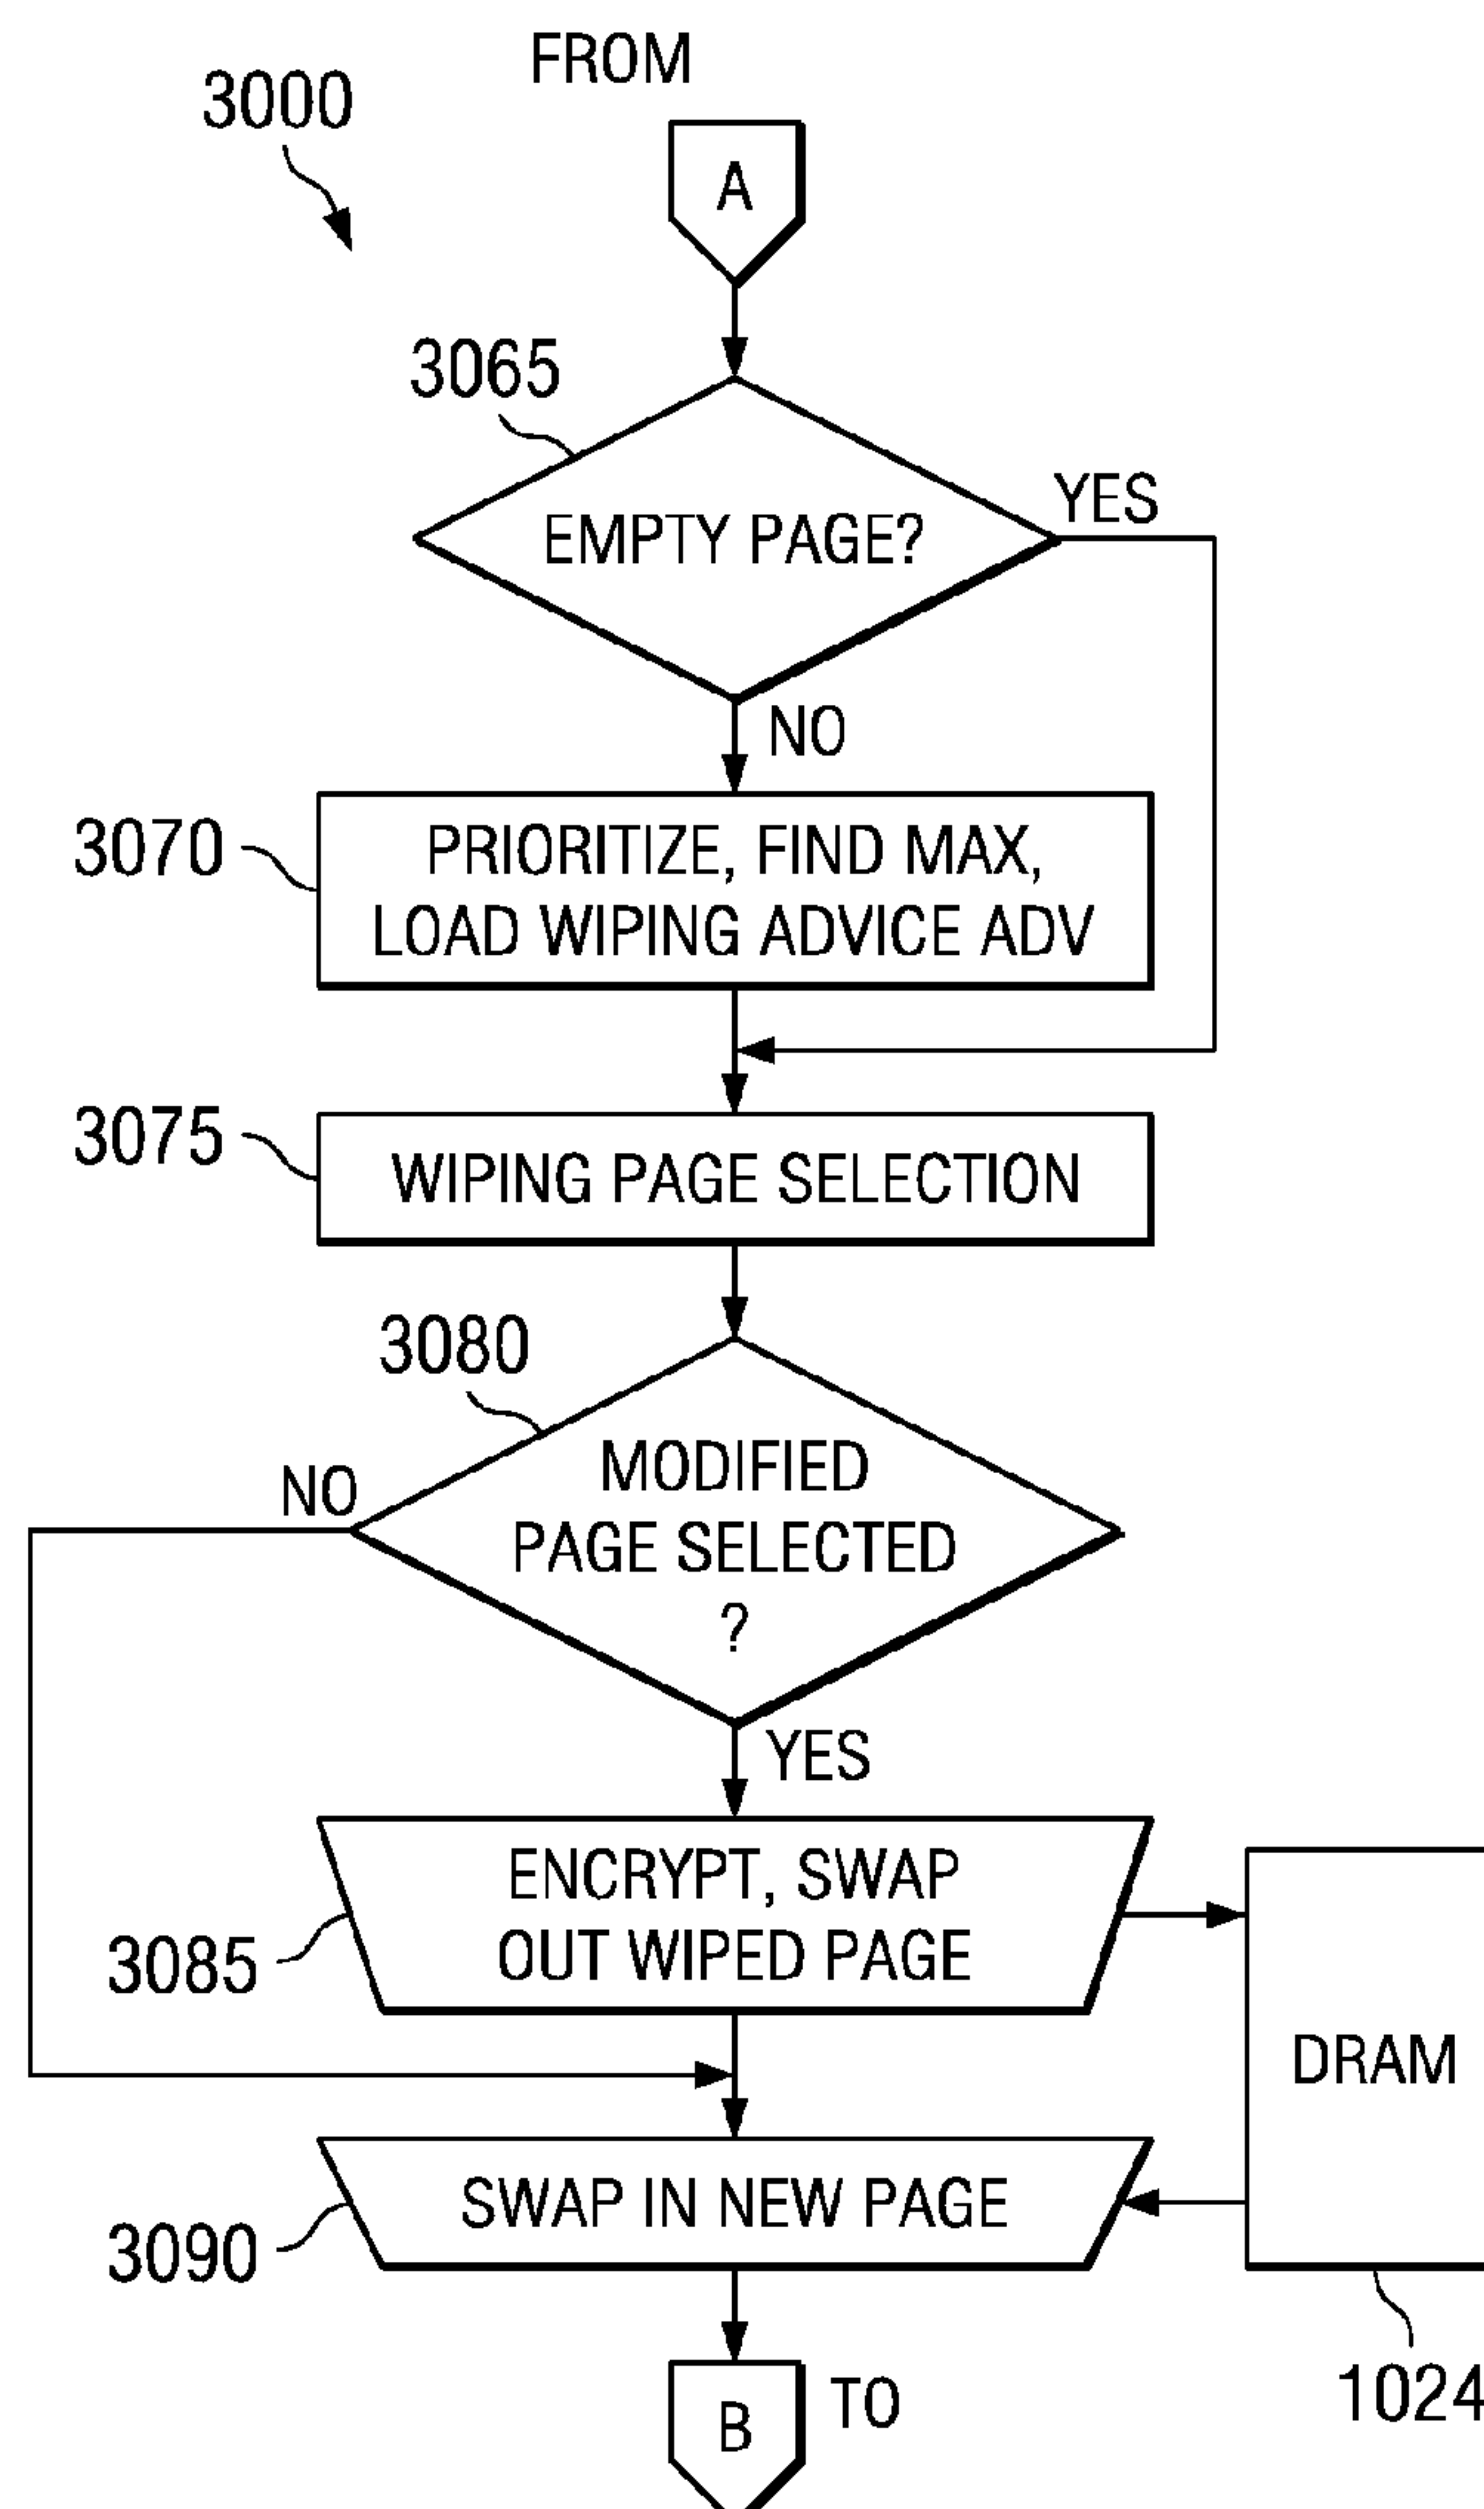 FROM
3000
A
3065
EMPTY PAGE?
YES
NO
3070
PRIORITIZE, FIND MAX,
LOAD WIPING ADVICE ADV
3075
WIPING PAGE SELECTION
3080
MODIFIED
PAGE SELECTED
?
NO
YES
ENCRYPT, SWAP
OUT WIPED PAGE
3085
DRAM
SWAP IN NEW PAGE
3090
1024
B
TO